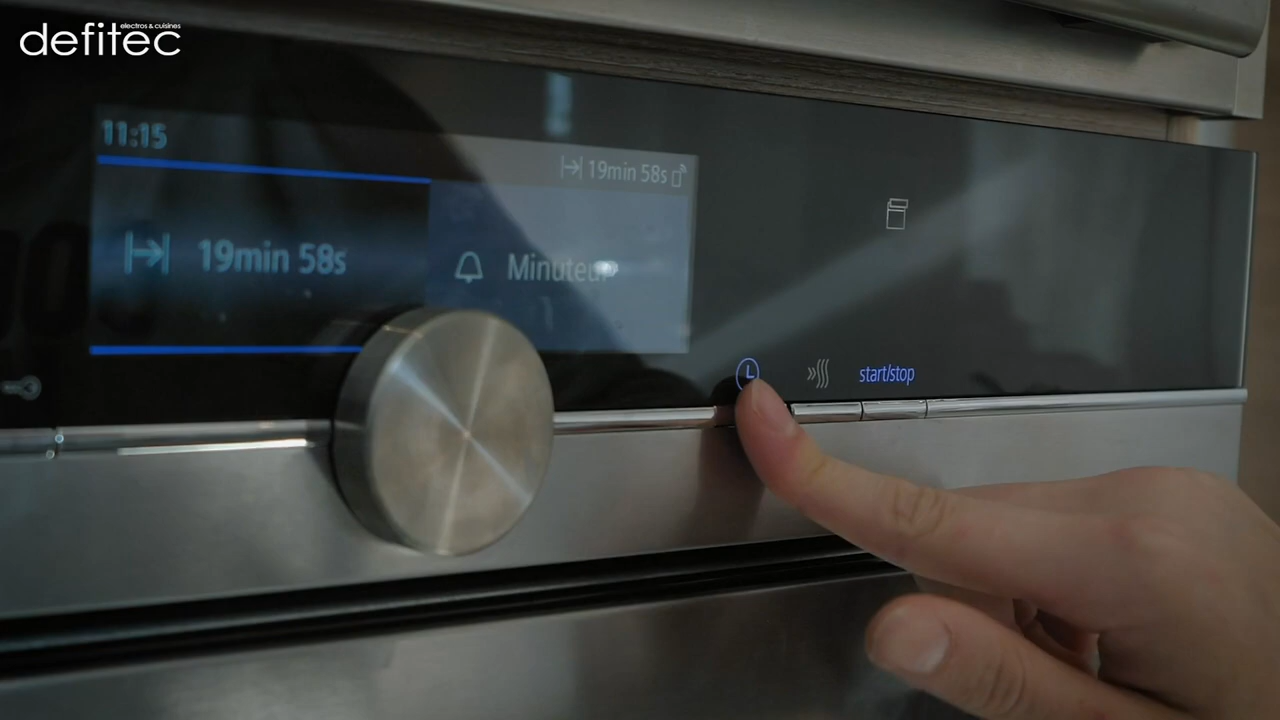 electros & cuisines
defitec
11:15
19min 58s
19min 58s
Minuteur
start/stop